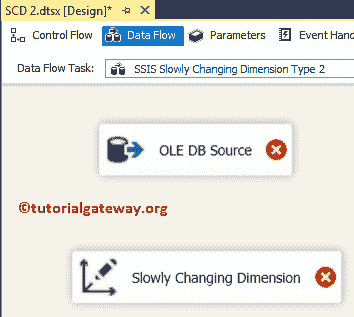 SCD 2.dtsx [Design]*
Control Flow Data Flow Parameters Event Hand
Data Flow Task: SSIS Slowly Changing Dimension Type 2
OLE DB Source
©tutorialgateway.org
Slowly Changing Dimension